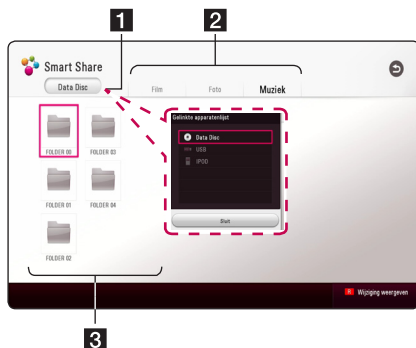 1
2
Smart Share
Data Disc
Film
Foto
Muziek
Gelinkte apparatenlijst
Data Disc
USB
IPOD
Sluit
FOLDER 00
FOLDER 03
FOLDER 01
FOLDER 04
FOLDER 02
R Wijziging weergeven
3